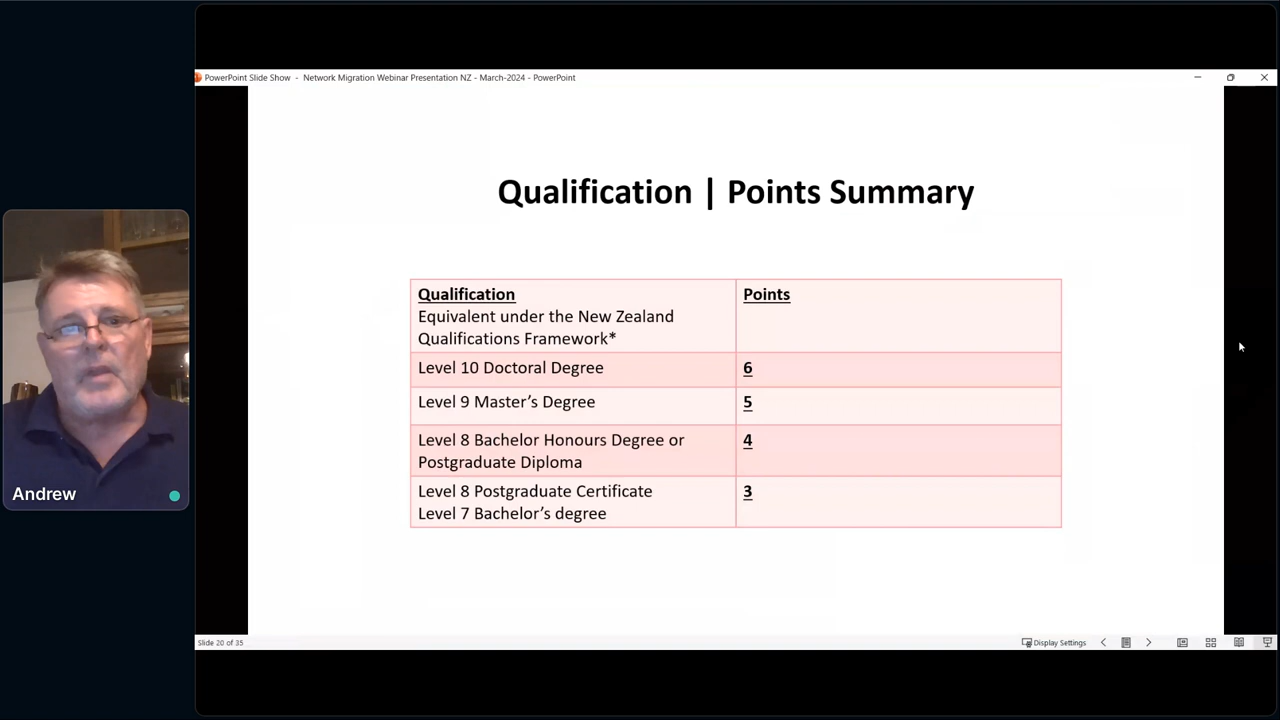 PowerPoint Slide Show - Network Migration Webinar Presentation NZ - March-2024 - PowerPoint
Qualification | Points Summary
Qualification
Equivalent under the New Zealand
Qualifications Framework*
Points
Level 10 Doctoral Degree
6
Level 9 Master’s Degree
5
Level 8 Bachelor Honours Degree or
Postgraduate Diploma
4
Level 8 Postgraduate Certificate
Level 7 Bachelor’s degree
3
Andrew
Slide 20 of 35
Display Settings